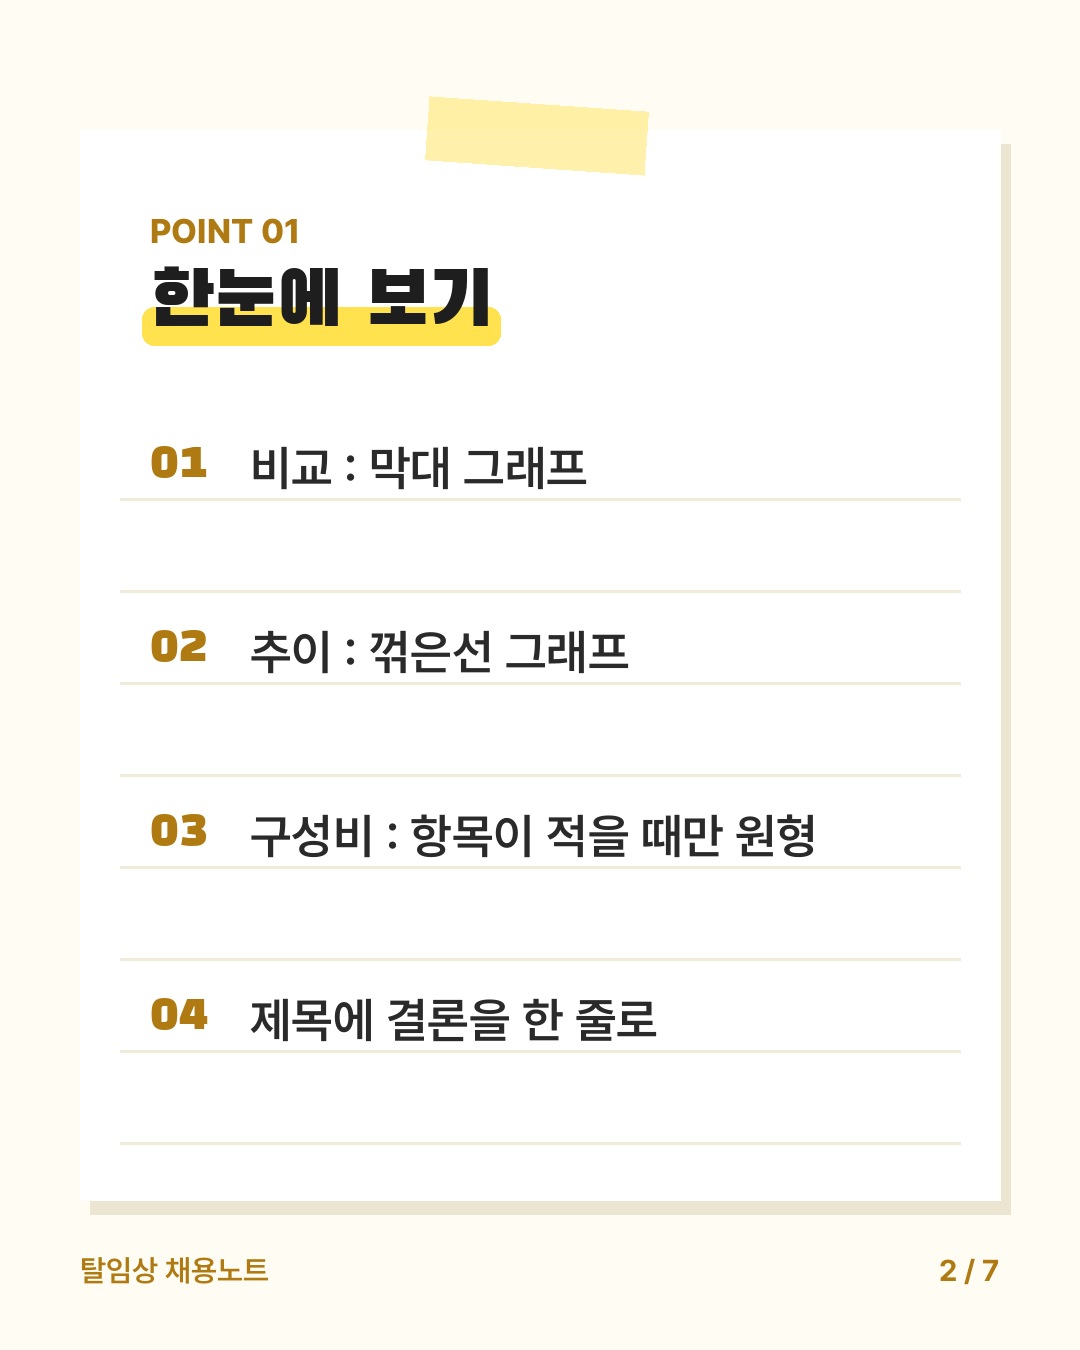 POINT 01
한눈에 보기
01 비교 : 막대 그래프
02 추이 : 꺾은선 그래프
03 구성비 : 항목이 적을 때만 원형
04 제목에 결론을 한 줄로
탈임상 채용노트
2 / 7